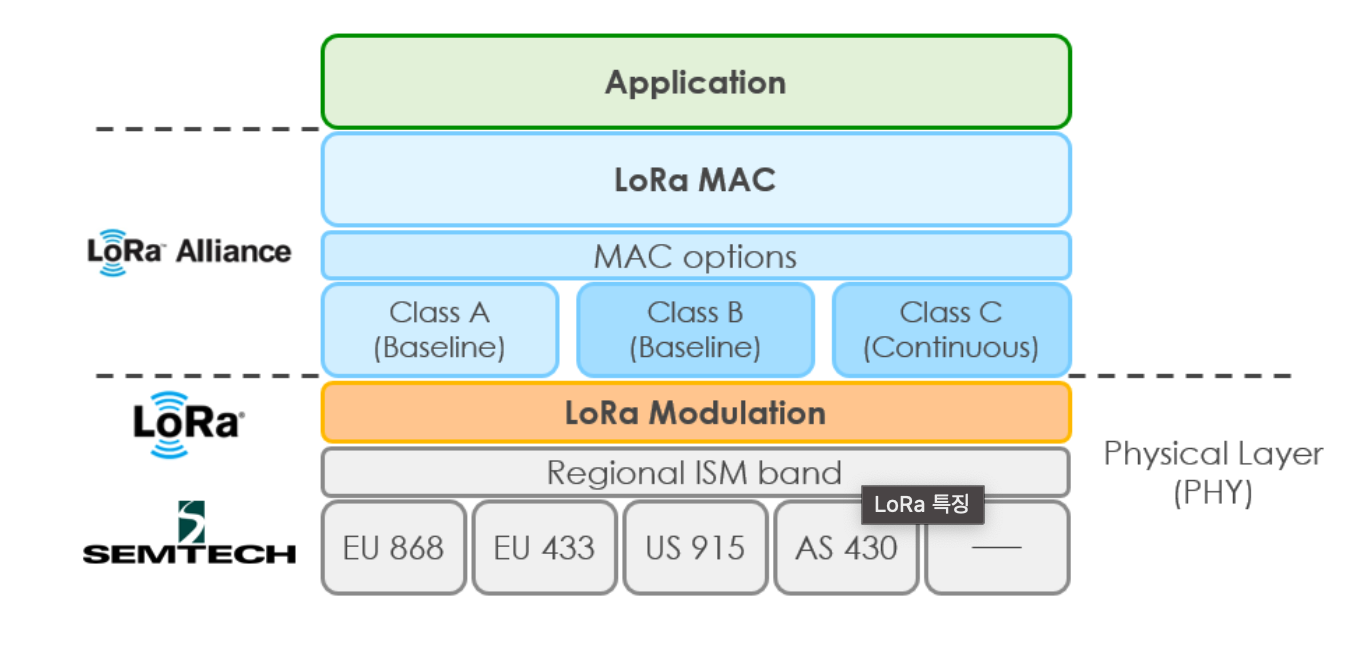 Application
LoRa MAC
LoRa Alliance
MAC options
Class A
(Baseline)
Class B
(Baseline)
Class C
(Continuous)
LoRa
LoRa Modulation
Physical Layer
(PHY)
Regional ISM band
LoRa 특징
SEMTECH
EU 868
EU 433
US 915
AS 430